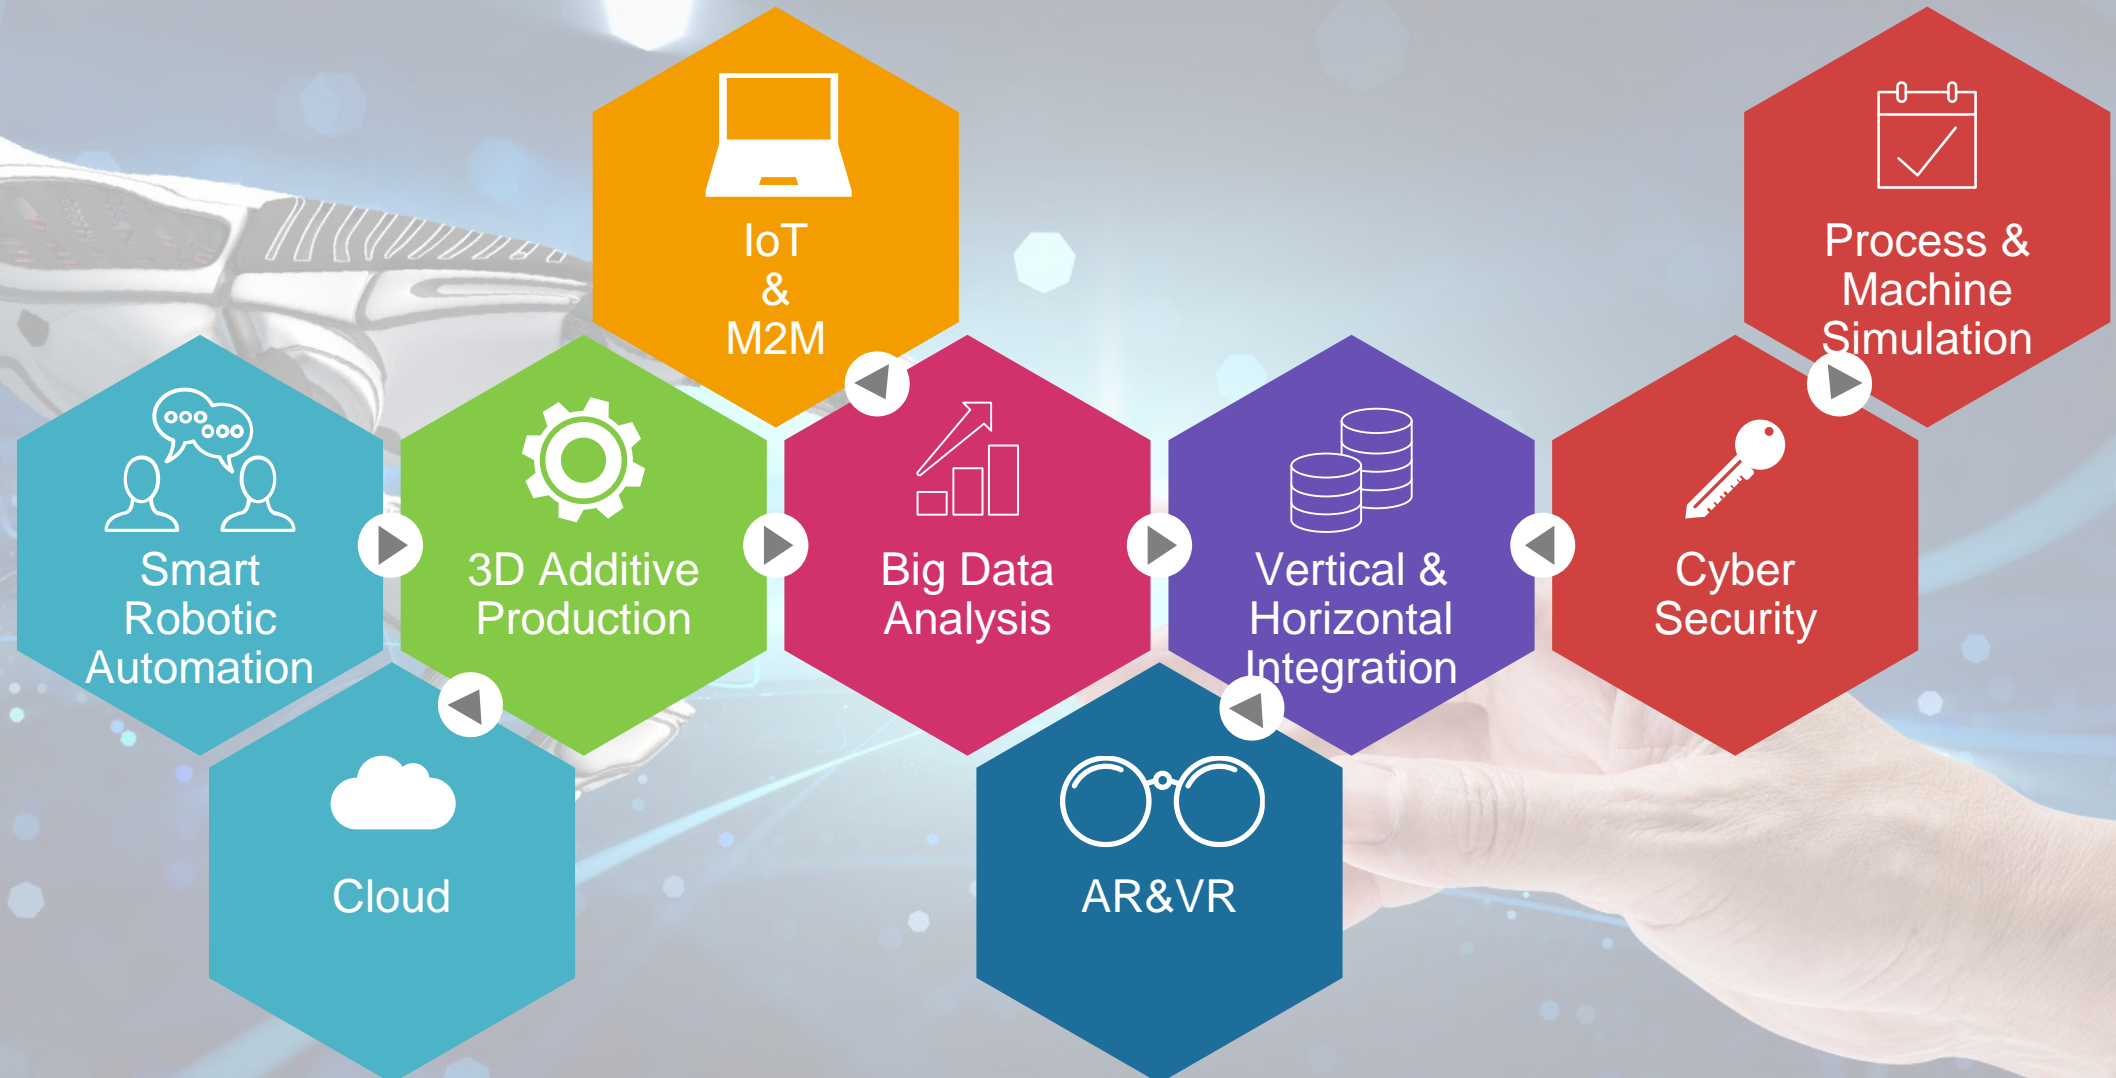 IoT
&
M2M
Process &
Machine
Simulation
Smart
Robotic
Automation
3D Additive
Production
Big Data
Analysis
Vertical &
Horizontal
Integration
Cyber
Security
Cloud
AR&VR